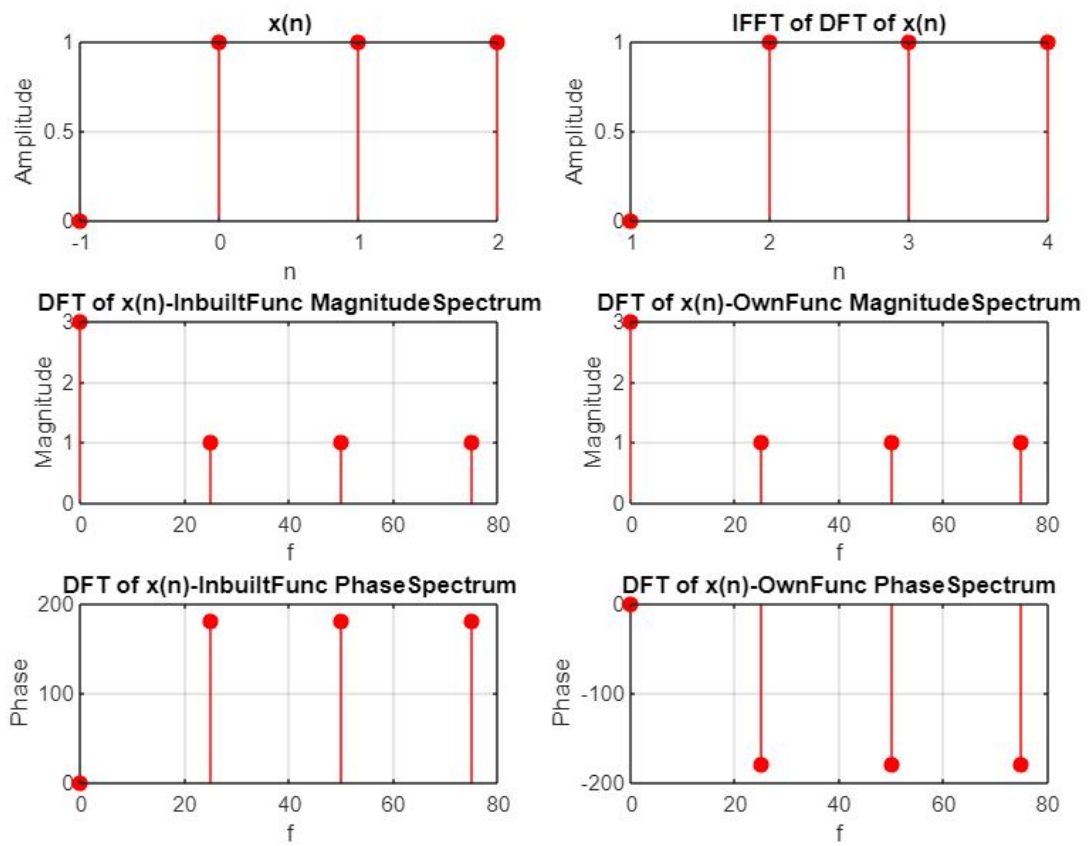 x(n)
1
0.5
0
Amplitude
-1 0 1 2
n
IFFT of DFT of x(n)
1
0.5
0
Amplitude
1 2 3 4
n
DFT of x(n)-InbuiltFunc MagnitudeSpectrum
3
2
1
0
Magnitude
0 20 40 60 80
f
DFT of x(n)-OwnFunc MagnitudeSpectrum
3
2
1
0
Magnitude
0 20 40 60 80
f
DFT of x(n)-InbuiltFunc PhaseSpectrum
200
100
0
Phase
0 20 40 60 80
f
DFT of x(n)-OwnFunc PhaseSpectrum
0
-100
-200
Phase
0 20 40 60 80
f